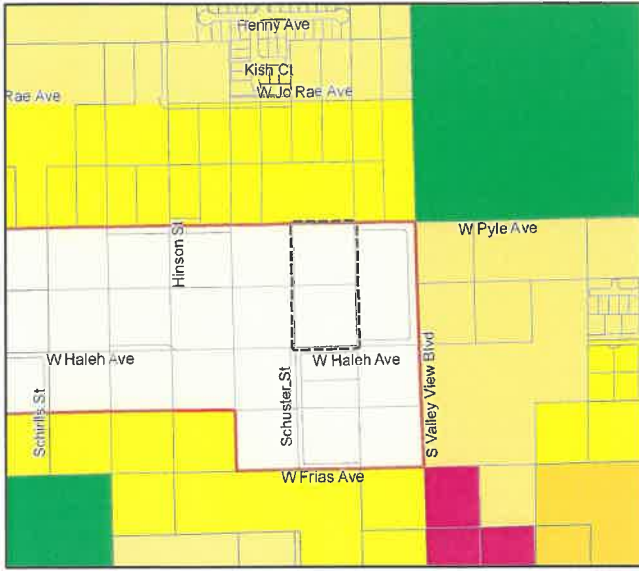 Penny Ave
Kish Ct
W Jo Rae Ave
Rae Ave
W Pyle Ave
Hinson St
W Haleh Ave
W Haleh Ave
S Valley View Blvd
Schuster St
Schirlls St
W Frias Ave